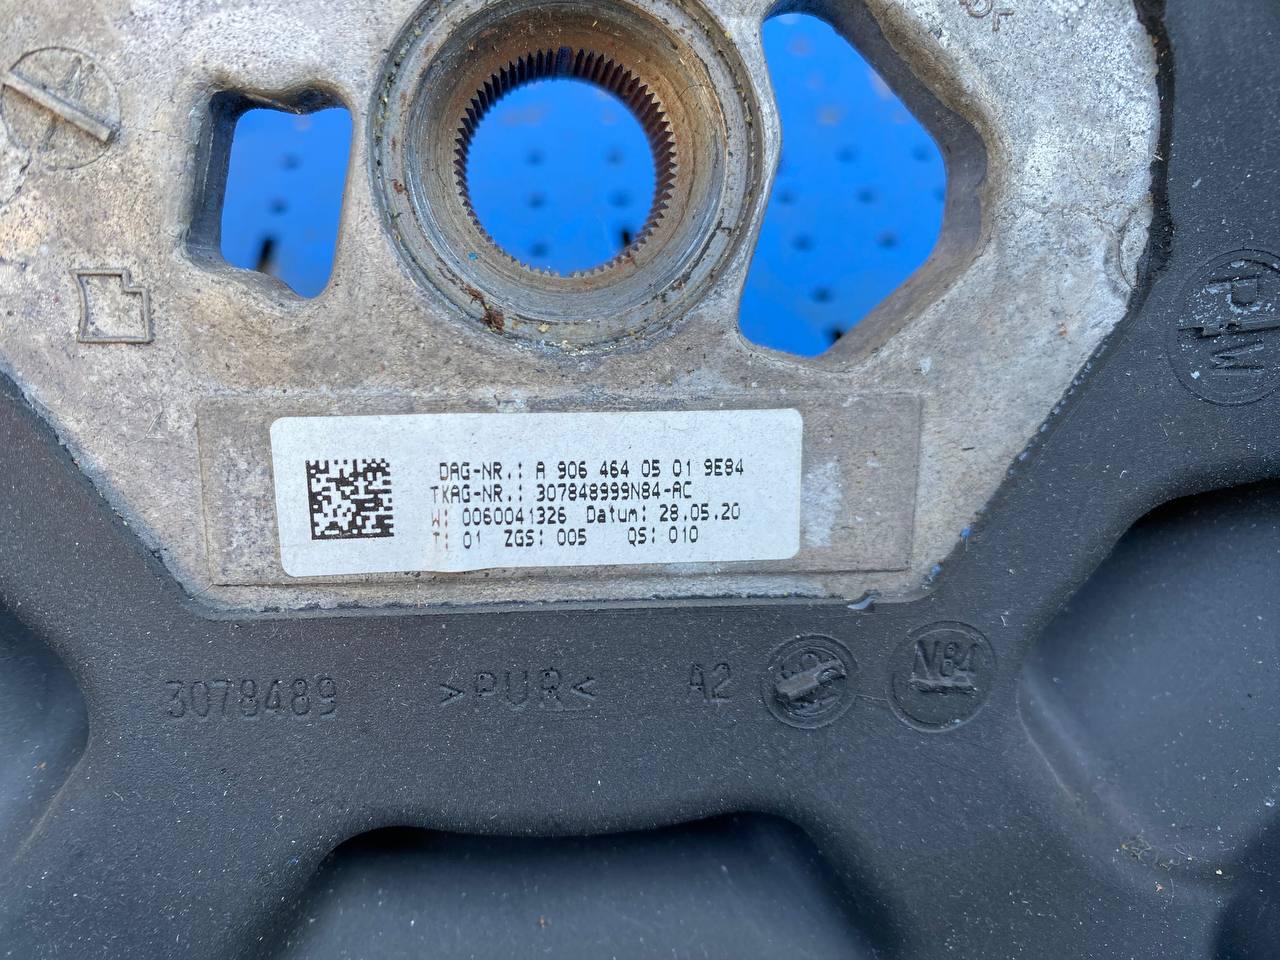 DAG-NR.: A 906 464 05 01 9E84
TKAG-NR.: 307848999N84-AC
W: 0060041326 Datum: 28.05.20
T: 01 ZGS: 005 QS: 010
3078489 >PUR< A2 N84